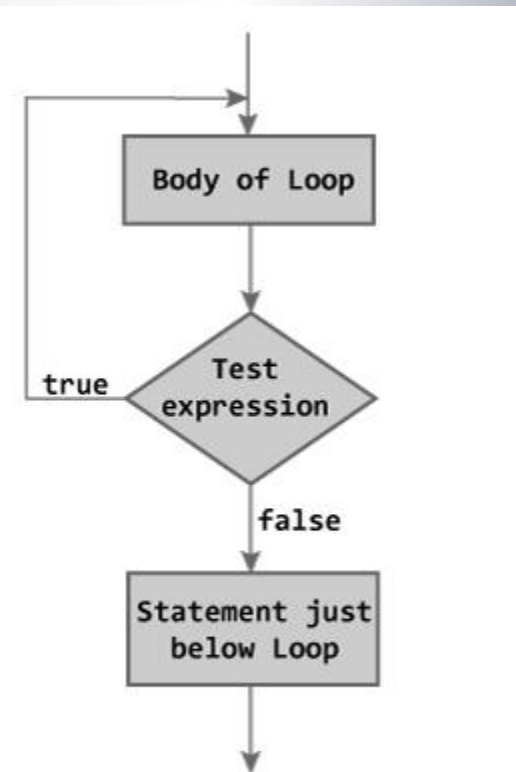 Body of Loop
Test
expression
true
false
Statement just
below Loop